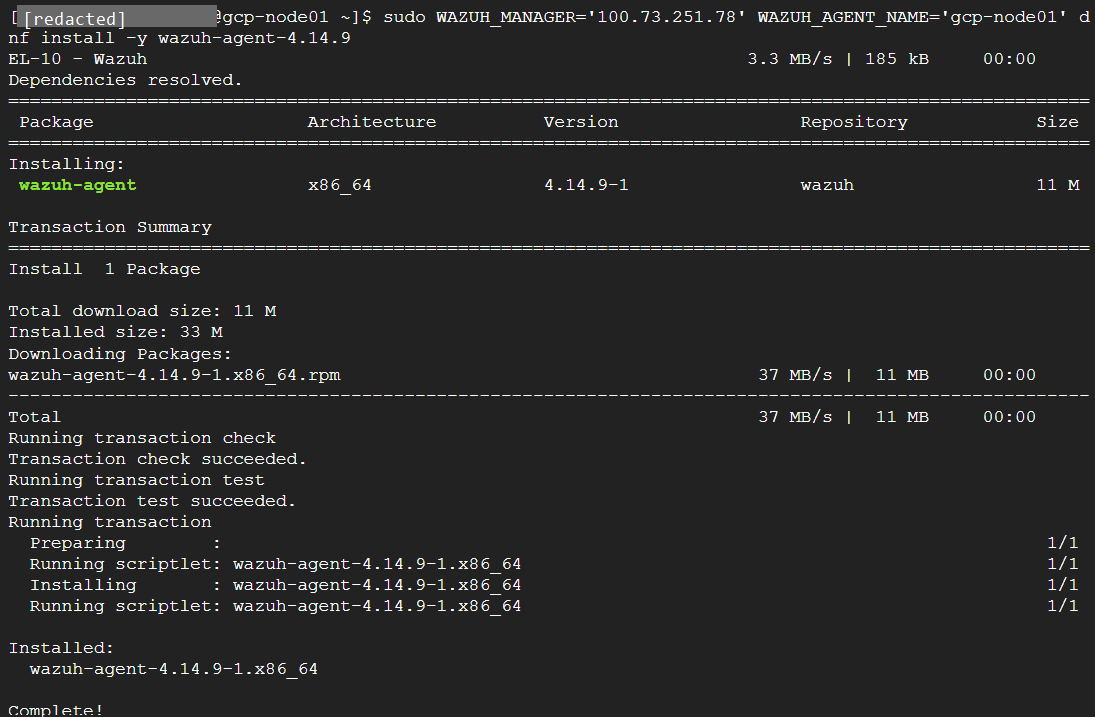 [[redacted]@gcp-node01 ~]$ sudo WAZUH_MANAGER='100.73.251.78' WAZUH_AGENT_NAME='gcp-node01' d
nf install -y wazuh-agent-4.14.9
EL-10 - Wazuh 3.3 MB/s | 185 kB 00:00
Dependencies resolved.
================================================================================
Package Architecture Version Repository Size
================================================================================
Installing:
wazuh-agent x86_64 4.14.9-1 wazuh 11 M
Transaction Summary
================================================================================
Install 1 Package
Total download size: 11 M
Installed size: 33 M
Downloading Packages:
wazuh-agent-4.14.9-1.x86_64.rpm 37 MB/s | 11 MB 00:00
--------------------------------------------------------------------------------
Total 37 MB/s | 11 MB 00:00
Running transaction check
Transaction check succeeded.
Running transaction test
Transaction test succeeded.
Running transaction
Preparing : 1/1
Running scriptlet: wazuh-agent-4.14.9-1.x86_64 1/1
Installing : wazuh-agent-4.14.9-1.x86_64 1/1
Running scriptlet: wazuh-agent-4.14.9-1.x86_64 1/1
Installed:
wazuh-agent-4.14.9-1.x86_64
Complete!